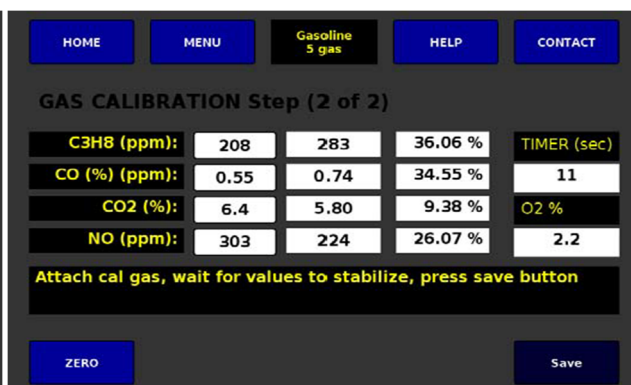 HOME MENU Gasoline 5 gas HELP CONTACT
GAS CALIBRATION Step (2 of 2)
C3H8 (ppm): 208 283 36.06 % TIMER (sec)
CO (%) (ppm): 0.55 0.74 34.55 % 11
CO2 (%): 6.4 5.80 9.38 % O2 %
NO (ppm): 303 224 26.07 % 2.2
Attach cal gas, wait for values to stabilize, press save button
ZERO Save